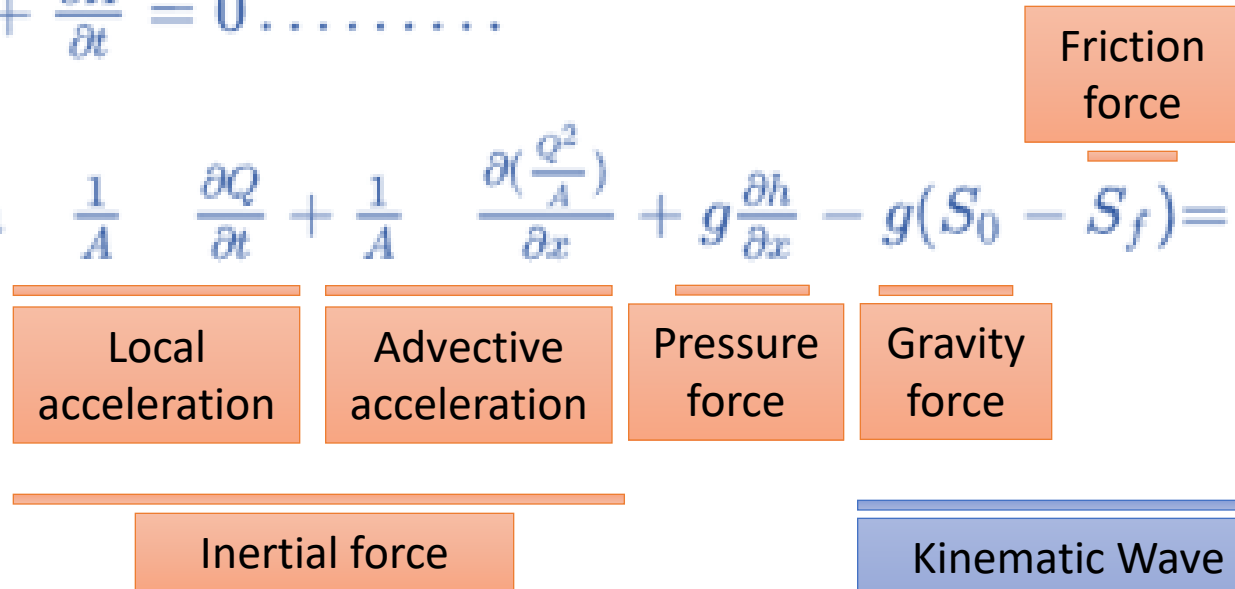 + ∂/∂t = 0 . . . . . . . . .
Friction
force
1/A ∂Q/∂t + 1/A ∂(Q²/A)/∂x + g ∂h/∂x − g(S₀ − S_f)=
Local
acceleration
Advective
acceleration
Pressure
force
Gravity
force
Inertial force
Kinematic Wave